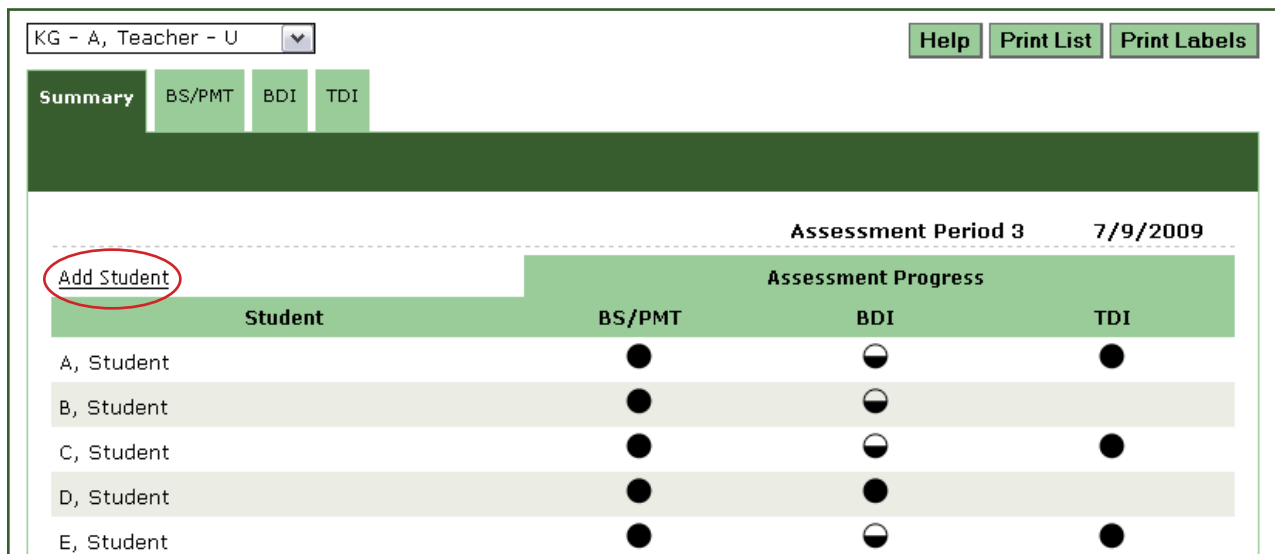 KG - A, Teacher - U
Help Print List Print Labels
Summary BS/PMT BDI TDI
Assessment Period 3 7/9/2009
Add Student Assessment Progress
Student BS/PMT BDI TDI
A, Student
B, Student
C, Student
D, Student
E, Student